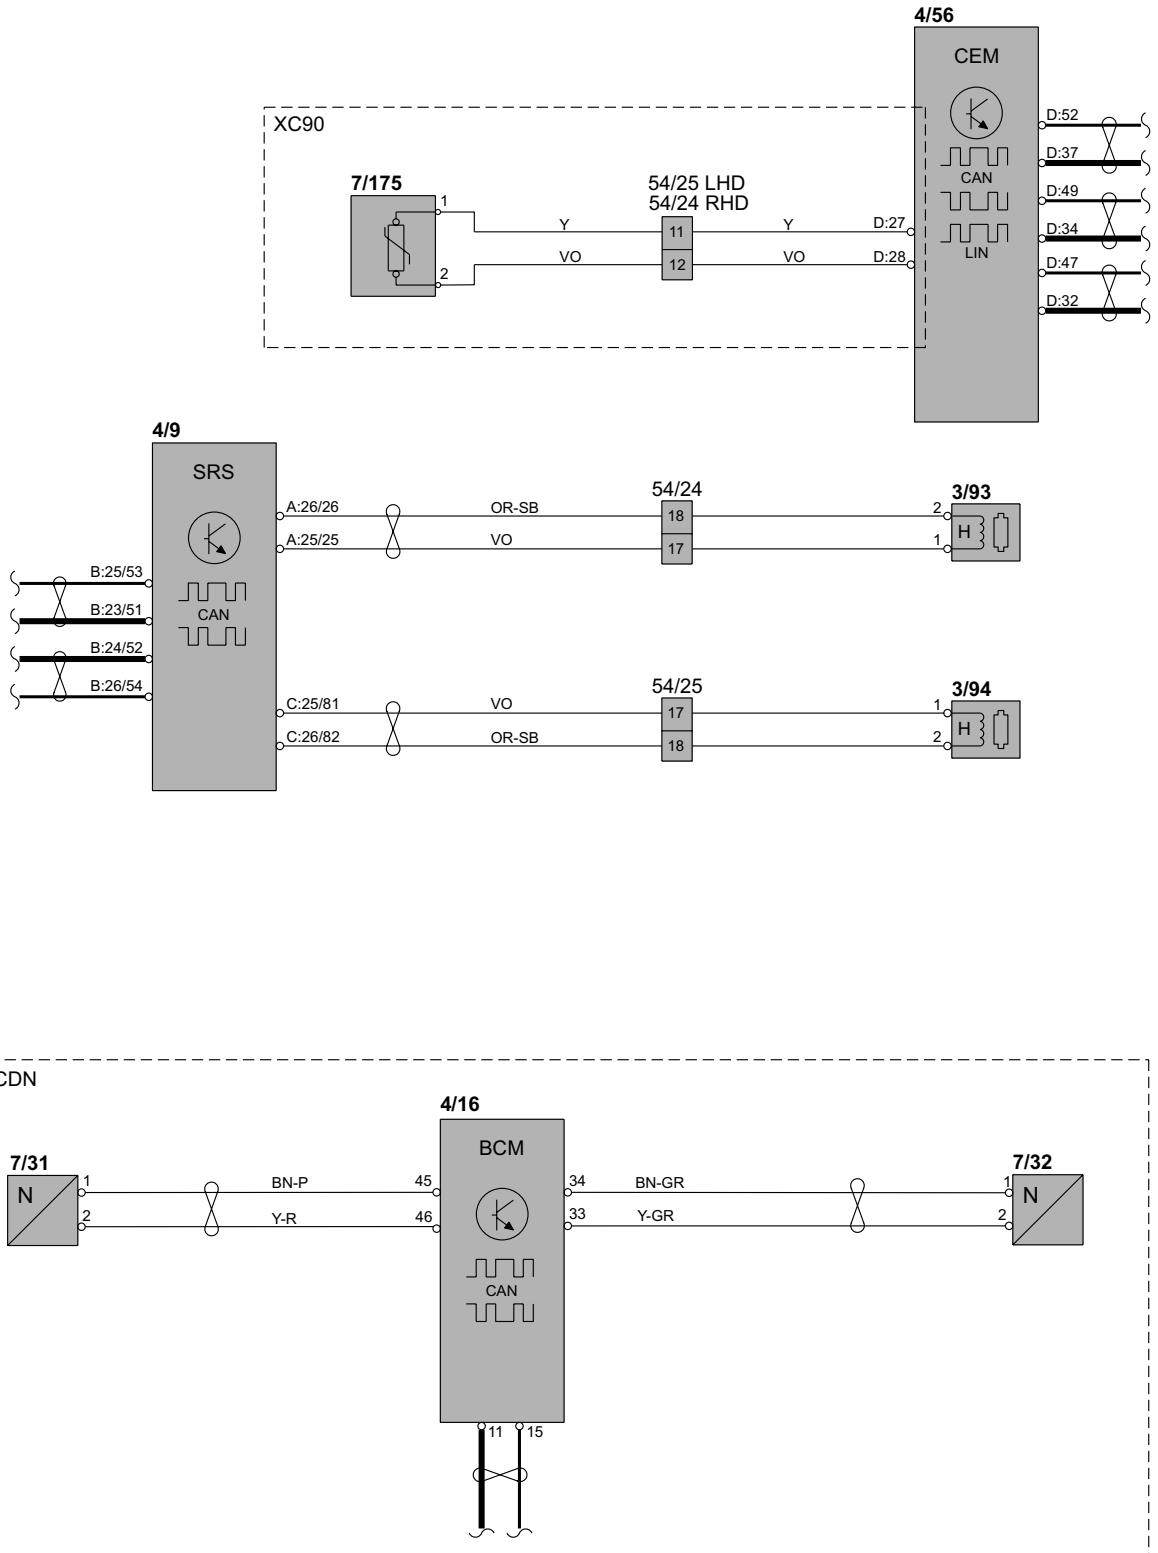 4/56
CEM
CAN
LIN
D:52
D:37
D:49
D:34
D:47
D:32
XC90
7/175
1
2
54/25 LHD
54/24 RHD
Y
11
Y
D:27
VO
12
VO
D:28
4/9
SRS
CAN
B:25/53
B:23/51
B:24/52
B:26/54
A:26/26
OR-SB
A:25/25
VO
54/24
18
17
3/93
2
1
H
C:25/81
VO
C:26/82
OR-SB
54/25
17
18
3/94
1
2
H
CDN
4/16
BCM
CAN
7/31
N
1
BN-P
45
2
Y-R
46
34
BN-GR
1
33
Y-GR
2
7/32
N
11
15